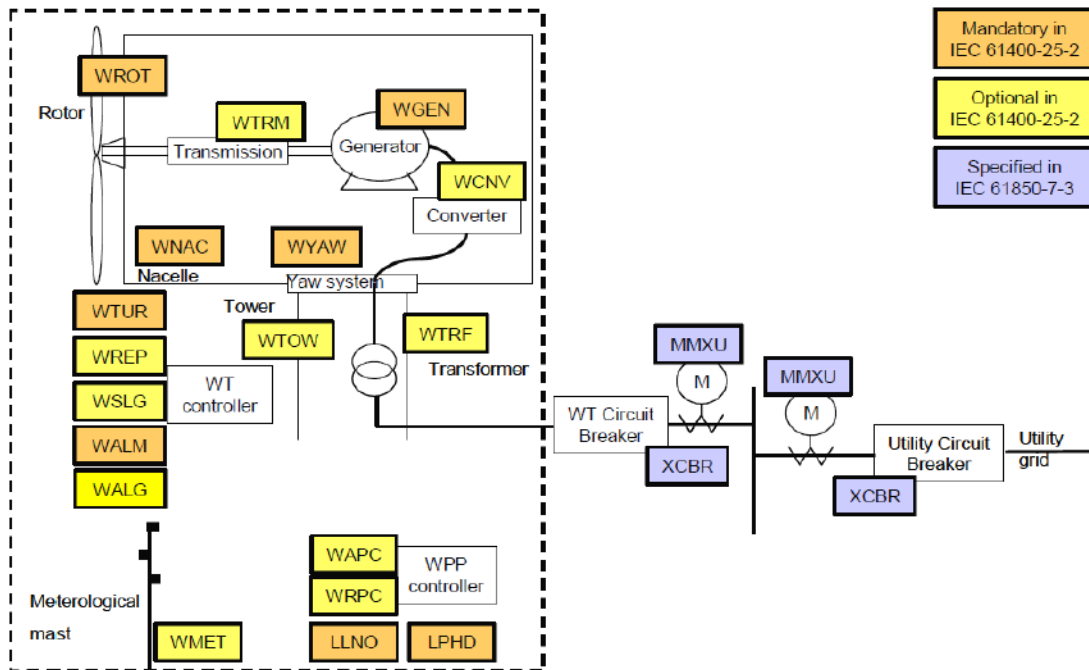 Mandatory in
IEC 61400-25-2
Optional in
IEC 61400-25-2
Specified in
IEC 61850-7-3
WROT
Rotor
WTRM
Transmission
WGEN
Generator
WCNV
Converter
WNAC
Nacelle
WYAW
Yaw system
Tower
WTOW
WTRF
Transformer
WTUR
WREP
WSLG
WALM
WALG
WT
controller
MMXU
M
MMXU
M
WT Circuit
Breaker
XCBR
Utility Circuit
Breaker
XCBR
Utility
grid
Meterological
mast
WMET
WAPC
WRPC
WPP
controller
LLNO
LPHD